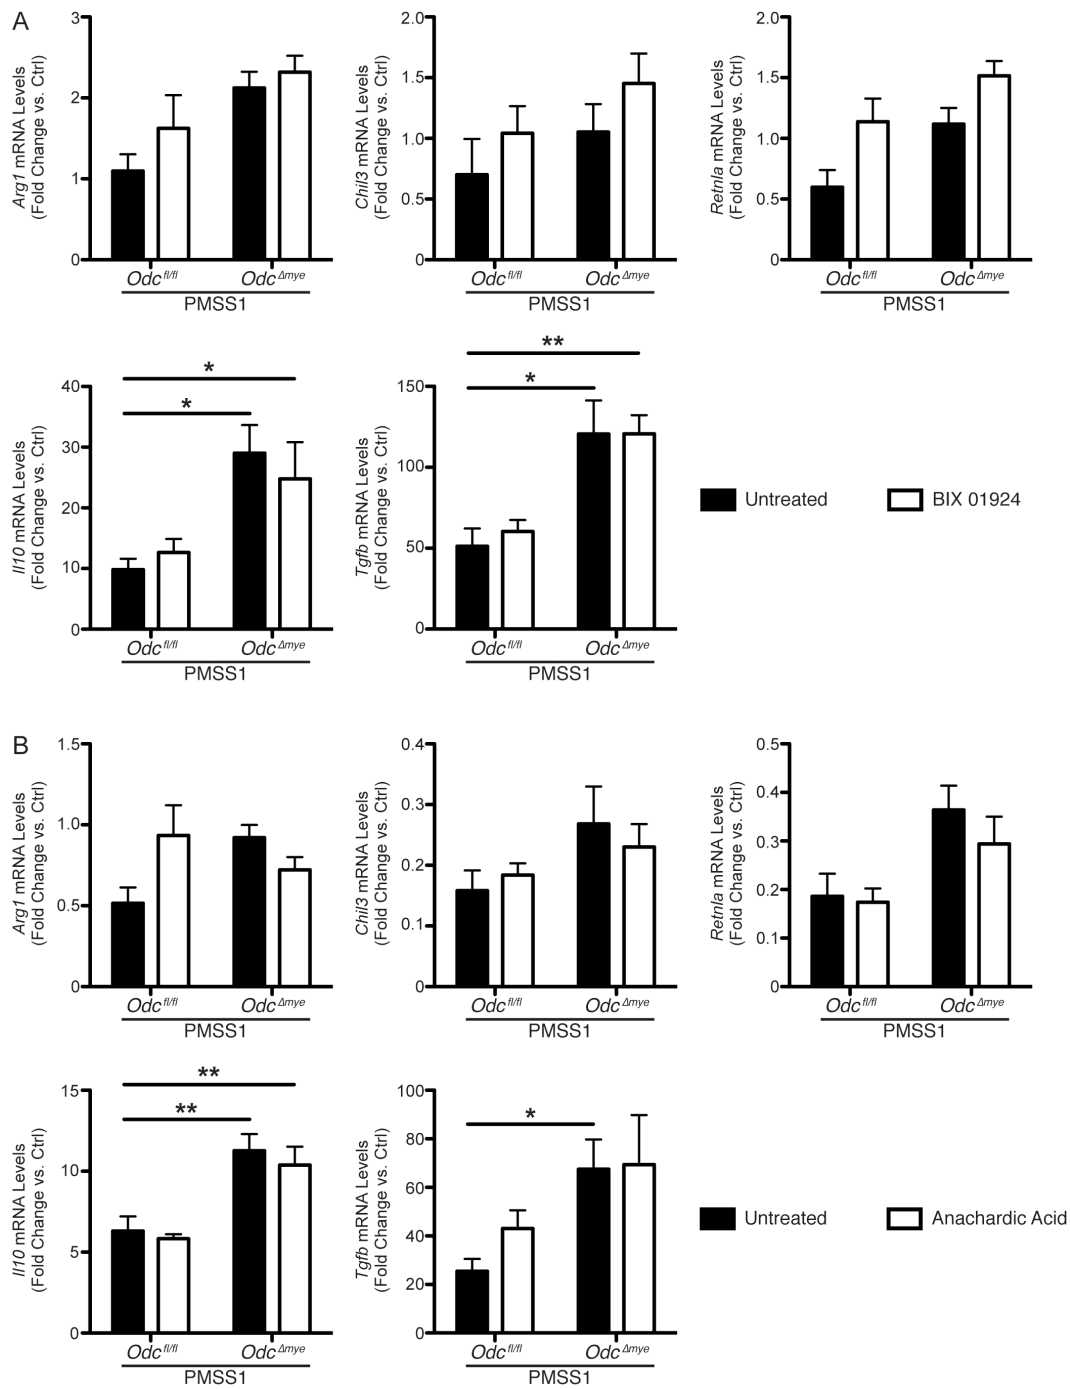 A
Arg1 mRNA Levels
(Fold Change vs. Ctrl)
3
2
1
0
Odc fl/fl
Odc Δmye
PMSS1
Chil3 mRNA Levels
(Fold Change vs. Ctrl)
2.0
1.5
1.0
0.5
0
Odc fl/fl
Odc Δmye
PMSS1
Retnla mRNA Levels
(Fold Change vs. Ctrl)
2.0
1.5
1.0
0.5
0
Odc fl/fl
Odc Δmye
PMSS1
Il10 mRNA Levels
(Fold Change vs. Ctrl)
40
30
20
10
0
*
*
Odc fl/fl
Odc Δmye
PMSS1
Tgfb mRNA Levels
(Fold Change vs. Ctrl)
150
100
50
0
**
*
Odc fl/fl
Odc Δmye
PMSS1
Untreated
BIX 01924
B
Arg1 mRNA Levels
(Fold Change vs. Ctrl)
1.5
1.0
0.5
0
Odc fl/fl
Odc Δmye
PMSS1
Chil3 mRNA Levels
(Fold Change vs. Ctrl)
0.4
0.3
0.2
0.1
0
Odc fl/fl
Odc Δmye
PMSS1
Retnla mRNA Levels
(Fold Change vs. Ctrl)
0.5
0.4
0.3
0.2
0.1
0
Odc fl/fl
Odc Δmye
PMSS1
Il10 mRNA Levels
(Fold Change vs. Ctrl)
15
10
5
0
**
**
Odc fl/fl
Odc Δmye
PMSS1
Tgfb mRNA Levels
(Fold Change vs. Ctrl)
100
80
60
40
20
0
*
Odc fl/fl
Odc Δmye
PMSS1
Untreated
Anachardic Acid